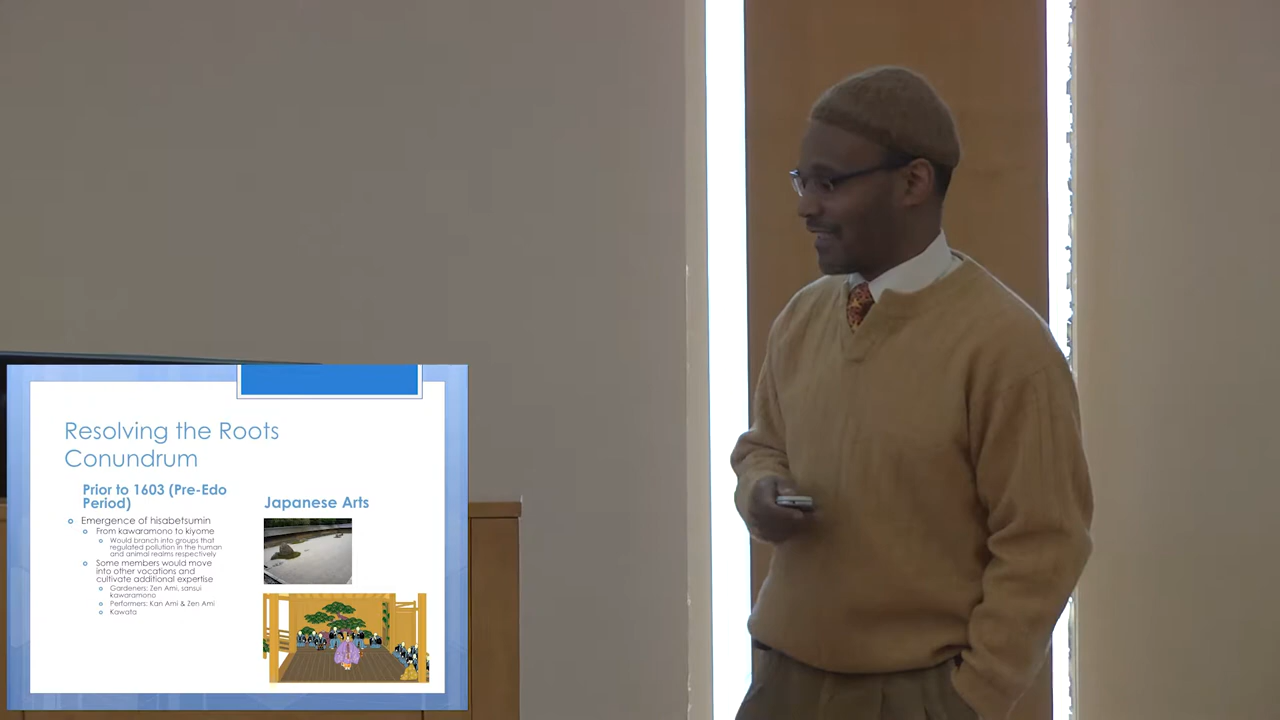 Resolving the Roots
Conundrum
Prior to 1603 (Pre-Edo
Period)
Emergence of hisabetsumin
From kawaramono to kiyome
Would branch into groups that
regulated pollution in the human
and animal realms respectively
Some members would move
into other vocations and
cultivate additional expertise
Gardeners: Zen Ami, sansui
kawaramono
Performers: Kan Ami & Zen Ami
Kawata
Japanese Arts